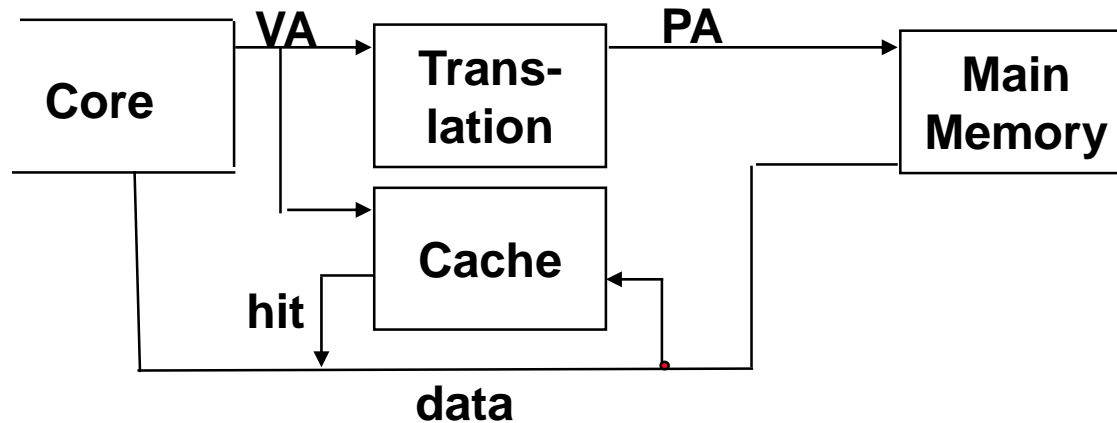 VA
PA
Core
Trans-
lation
Main
Memory
Cache
hit
data